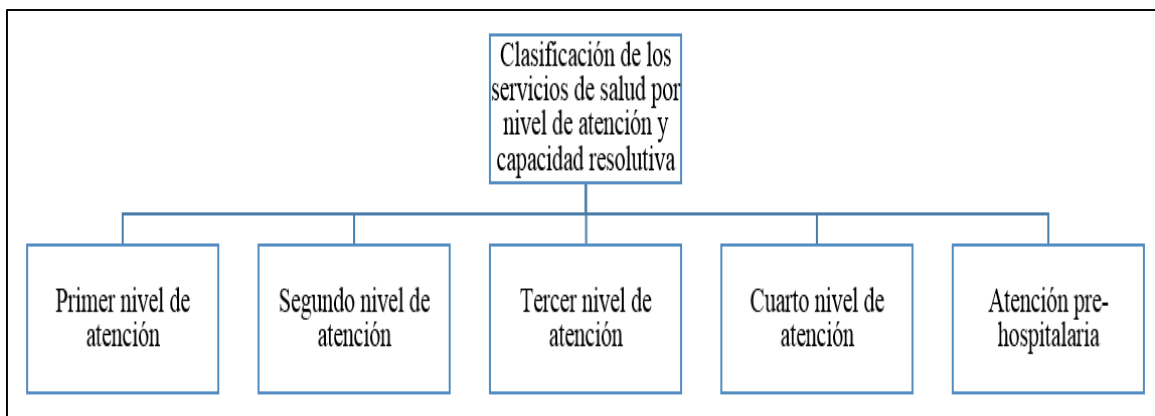 Clasificación de los
servicios de salud por
nivel de atención y
capacidad resolutiva
Primer nivel de
atención
Segundo nivel de
atención
Tercer nivel de
atención
Cuarto nivel de
atención
Atención pre-
hospitalaria